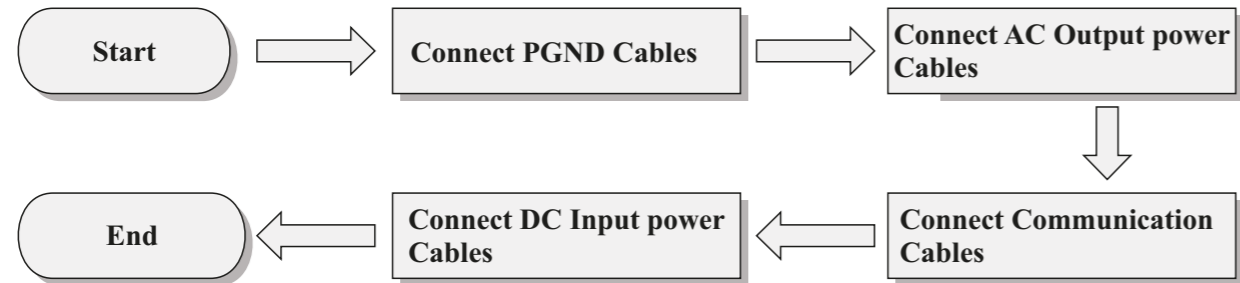 Start
Connect PGND Cables
Connect AC Output power
Cables
Connect Communication
Cables
Connect DC Input power
Cables
End